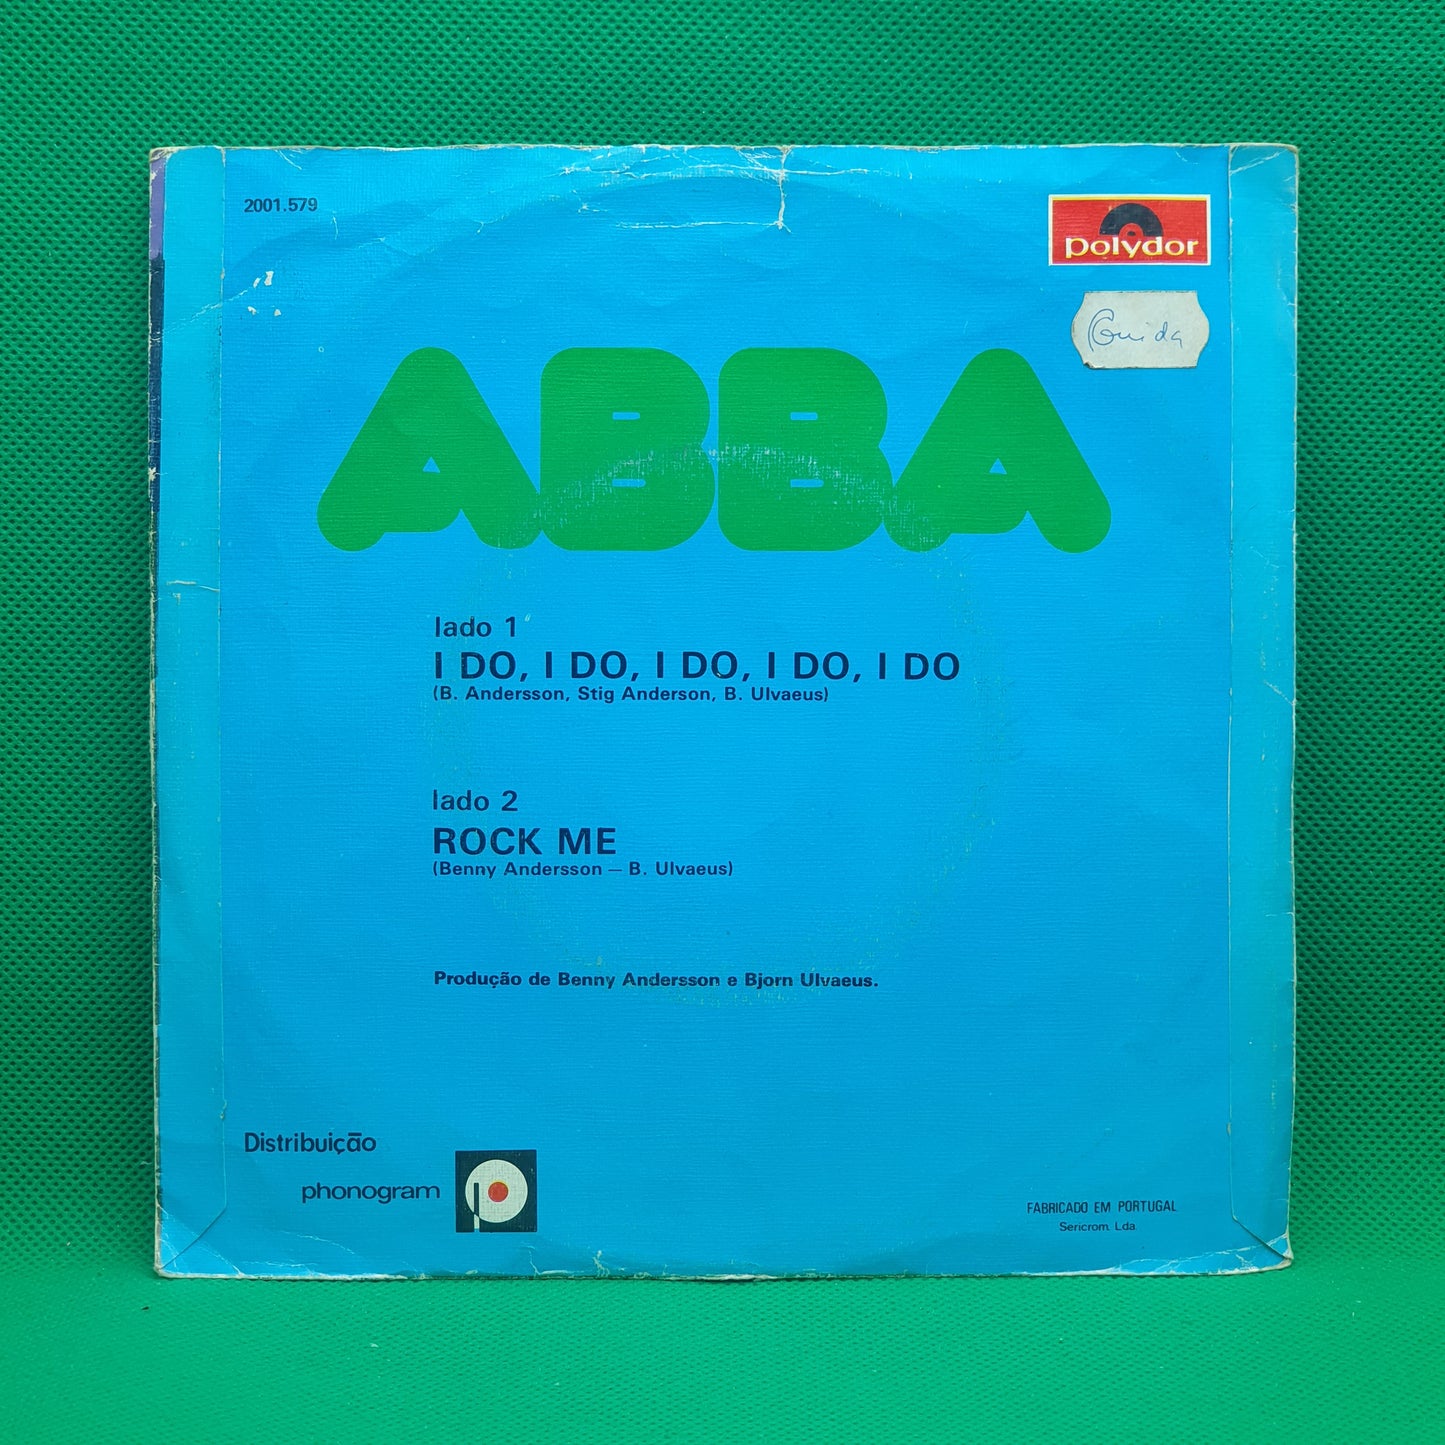 2001.579
polydor
Guida
ABBA
lado 1
I DO, I DO, I DO, I DO, I DO
(B. Andersson, Stig Anderson, B. Ulvaeus)
lado 2
ROCK ME
(Benny Andersson — B. Ulvaeus)
Produção de Benny Andersson e Bjorn Ulvaeus.
Distribuição
phonogram
FABRICADO EM PORTUGAL
Sericrom. Lda.